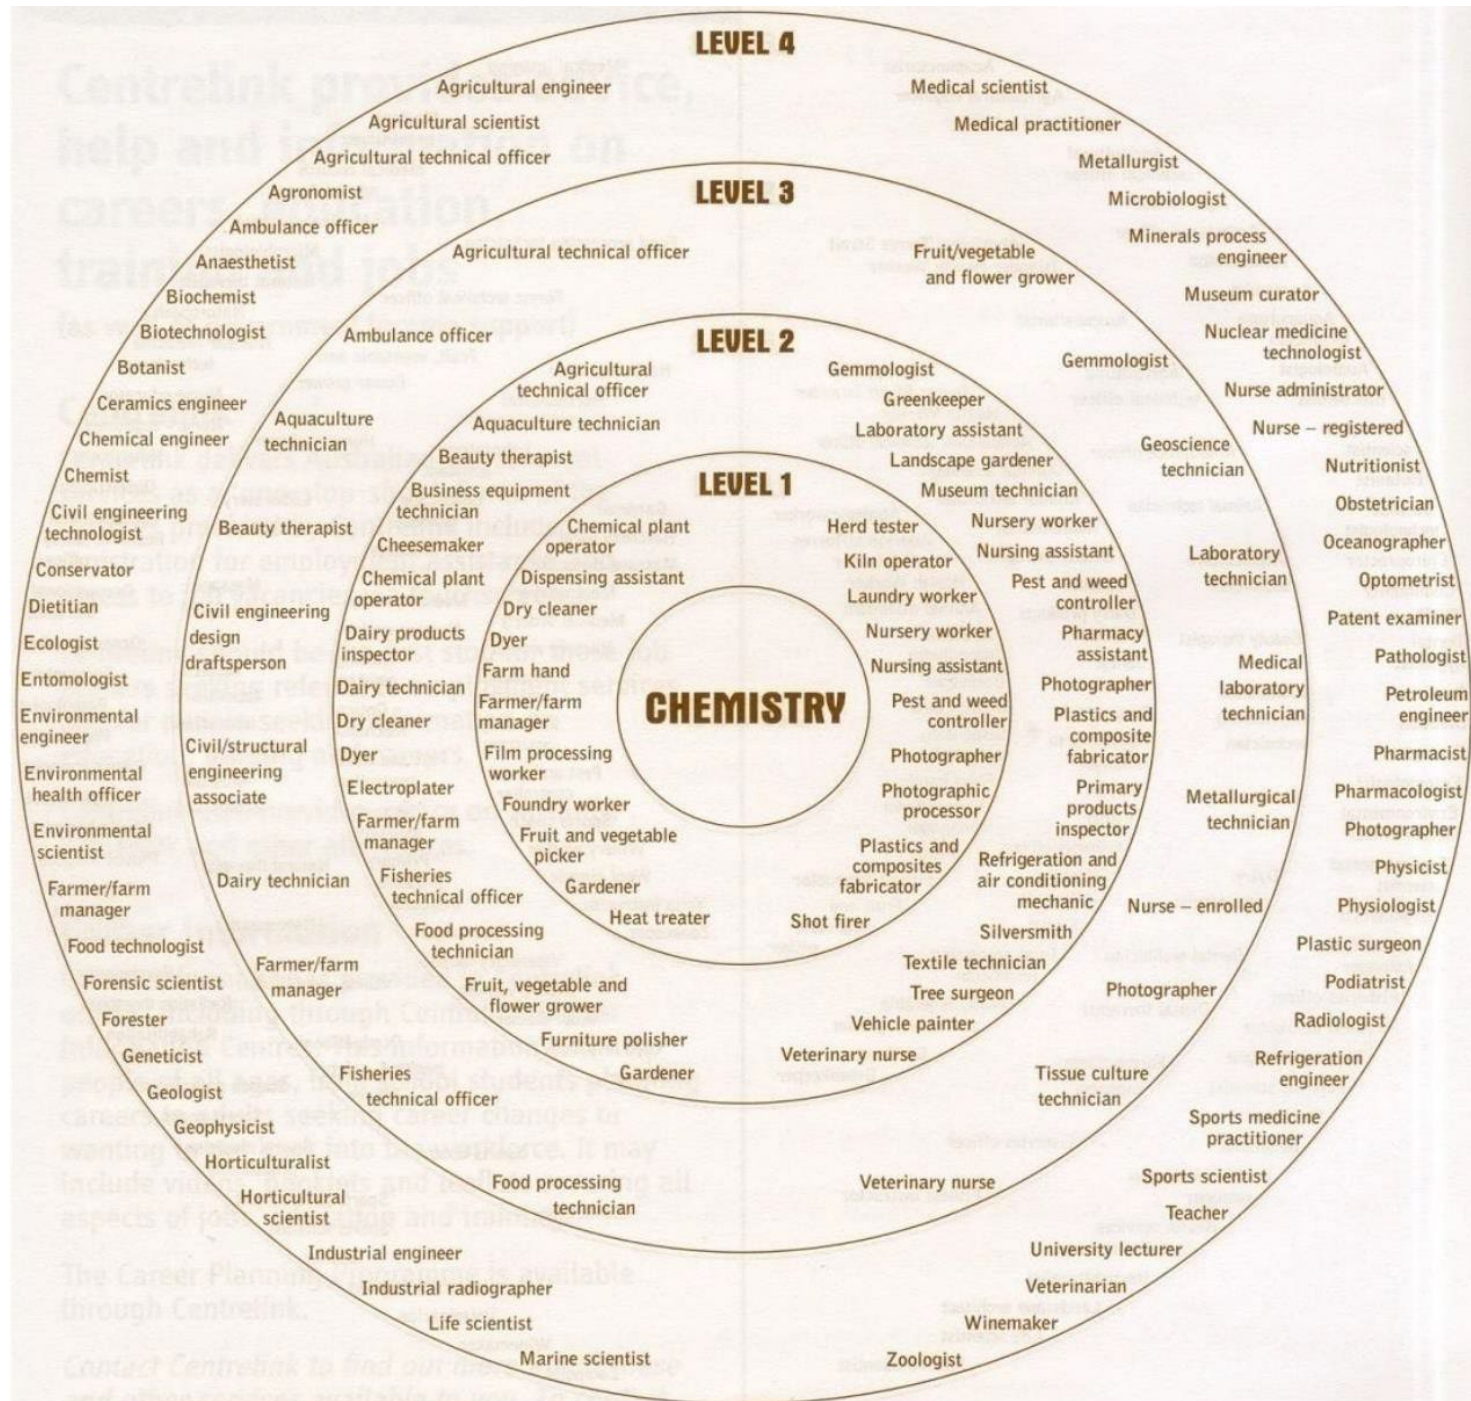 LEVEL 4
Agricultural engineer
Agricultural scientist
Agricultural technical officer
Agronomist
Ambulance officer
Anaesthetist
Biochemist
Biotechnologist
Botanist
Ceramics engineer
Chemical engineer
Chemist
Civil engineering
technologist
Conservator
Dietitian
Ecologist
Entomologist
Environmental
engineer
Environmental
health officer
Environmental
scientist
Farmer/farm
manager
Food technologist
Forensic scientist
Forester
Geneticist
Geologist
Geophysicist
Horticulturalist
Horticultural
scientist
Industrial engineer
Industrial radiographer
Life scientist
Marine scientist
Medical scientist
Medical practitioner
Metallurgist
Microbiologist
Minerals process
engineer
Museum curator
Nuclear medicine
technologist
Nurse administrator
Nurse – registered
Nutritionist
Obstetrician
Oceanographer
Optometrist
Patent examiner
Pathologist
Petroleum
engineer
Pharmacist
Pharmacologist
Photographer
Physicist
Physiologist
Plastic surgeon
Podiatrist
Radiologist
Refrigeration
engineer
Sports medicine
practitioner
Sports scientist
Teacher
University lecturer
Veterinarian
Winemaker
Zoologist
LEVEL 3
Agricultural technical officer
Ambulance officer
Aquaculture
technician
Beauty therapist
Civil engineering
design
draftsperson
Civil/structural
engineering
associate
Dairy technician
Farmer/farm
manager
Fisheries
technical officer
Food processing
technician
Fruit/vegetable
and flower grower
Gemmologist
Geoscience
technician
Laboratory
technician
Medical
laboratory
technician
Metallurgical
technician
Nurse – enrolled
Photographer
Tissue culture
technician
Veterinary nurse
LEVEL 2
Agricultural
technical officer
Aquaculture technician
Beauty therapist
Business equipment
technician
Cheesemaker
Chemical plant
operator
Dairy products
inspector
Dairy technician
Dry cleaner
Dyer
Electroplater
Farmer/farm
manager
Fisheries
technical officer
Food processing
technician
Fruit, vegetable and
flower grower
Furniture polisher
Gardener
Gemmologist
Greenkeeper
Laboratory assistant
Landscape gardener
Museum technician
Nursery worker
Nursing assistant
Pest and weed
controller
Pharmacy
assistant
Photographer
Plastics and
composite
fabricator
Primary
products
inspector
Refrigeration and
air conditioning
mechanic
Silversmith
Textile technician
Tree surgeon
Vehicle painter
Veterinary nurse
LEVEL 1
Chemical plant
operator
Dispensing assistant
Dry cleaner
Dyer
Farm hand
Farmer/farm
manager
Film processing
worker
Foundry worker
Fruit and vegetable
picker
Gardener
Heat treater
Herd tester
Kiln operator
Laundry worker
Nursery worker
Nursing assistant
Pest and weed
controller
Photographer
Photographic
processor
Plastics and
composites
fabricator
Shot firer
CHEMISTRY